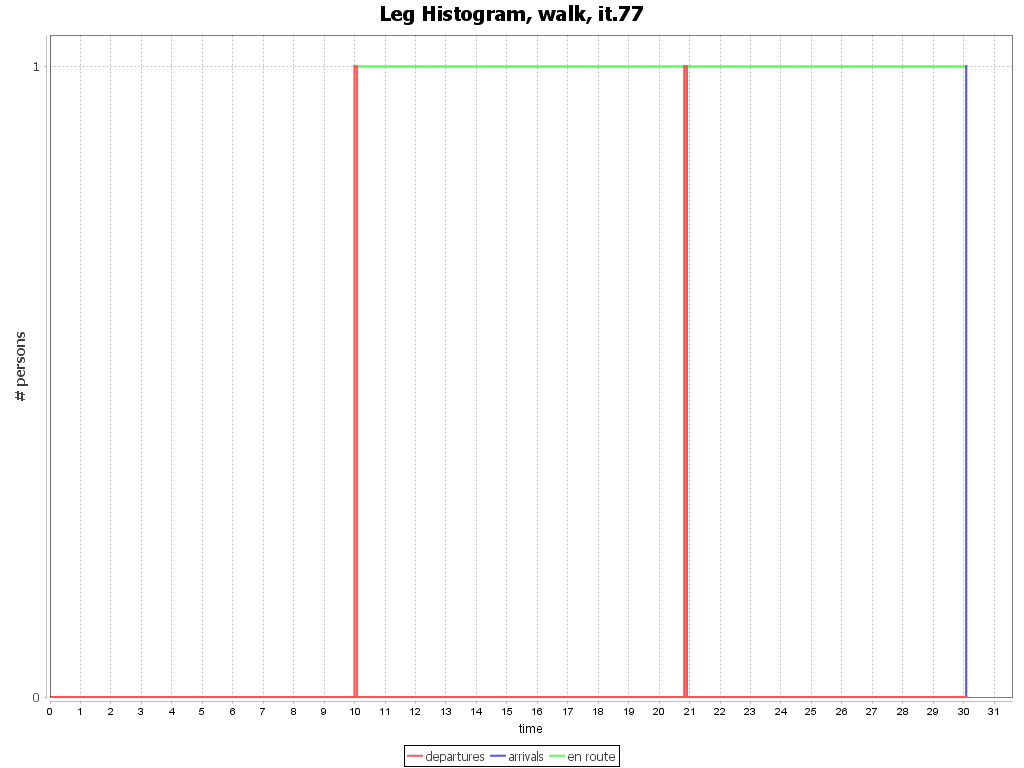 Leg Histogram, walk, it.77
# persons
1
0
0 1 2 3 4 5 6 7 8 9 10 11 12 13 14 15 16 17 18 19 20 21 22 23 24 25 26 27 28 29 30 31
time
departures arrivals en route